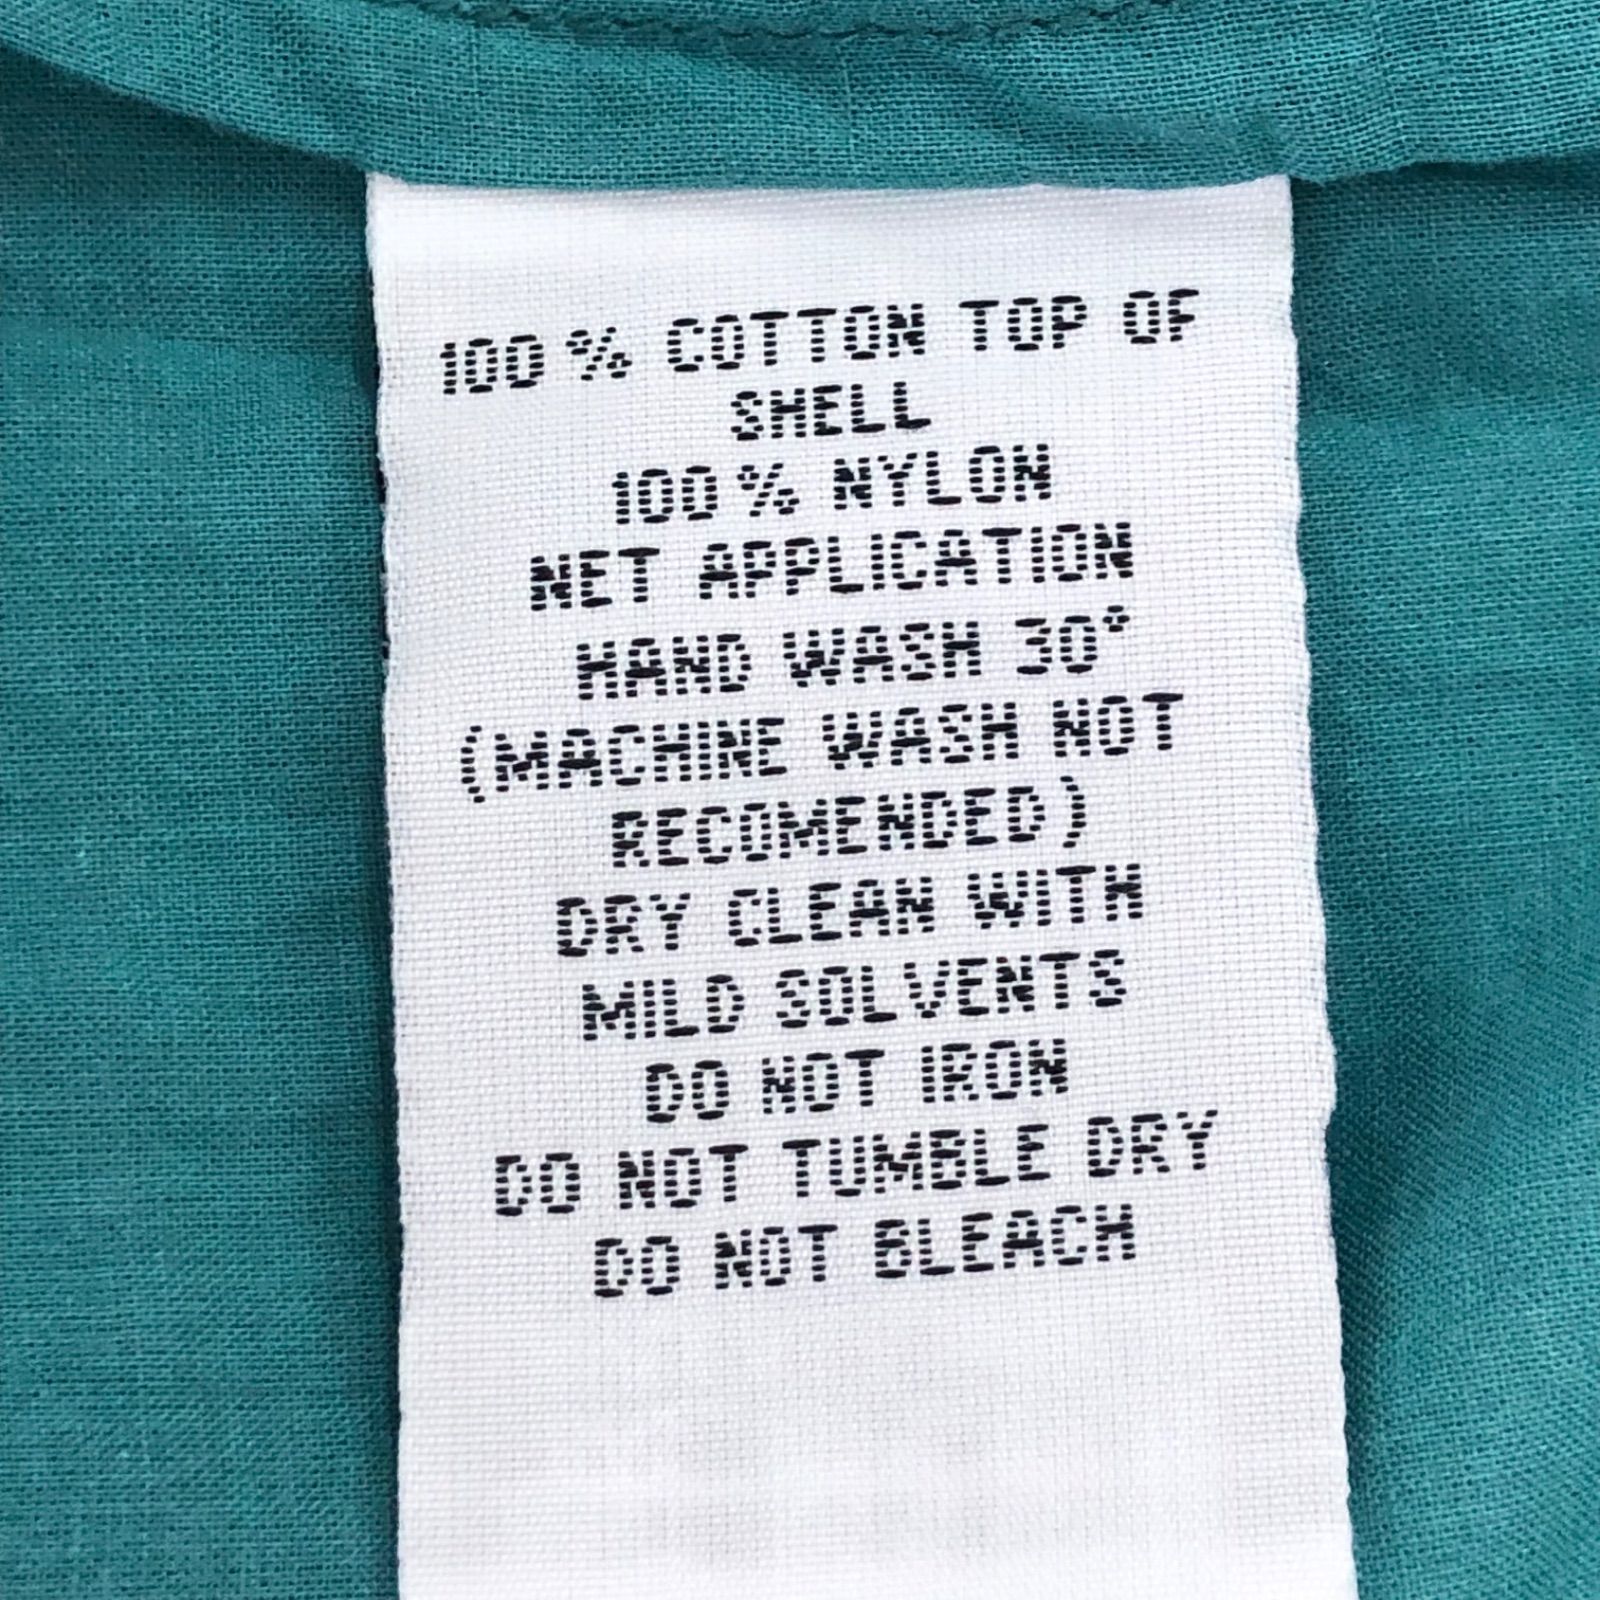 100 % COTTON TOP OF
SHELL
100 % NYLON
NET APPLICATION
HAND WASH 30°
(MACHINE WASH NOT
RECOMENDED)
DRY CLEAN WITH
MILD SOLVENTS
DO NOT IRON
DO NOT TUMBLE DRY
DO NOT BLEACH